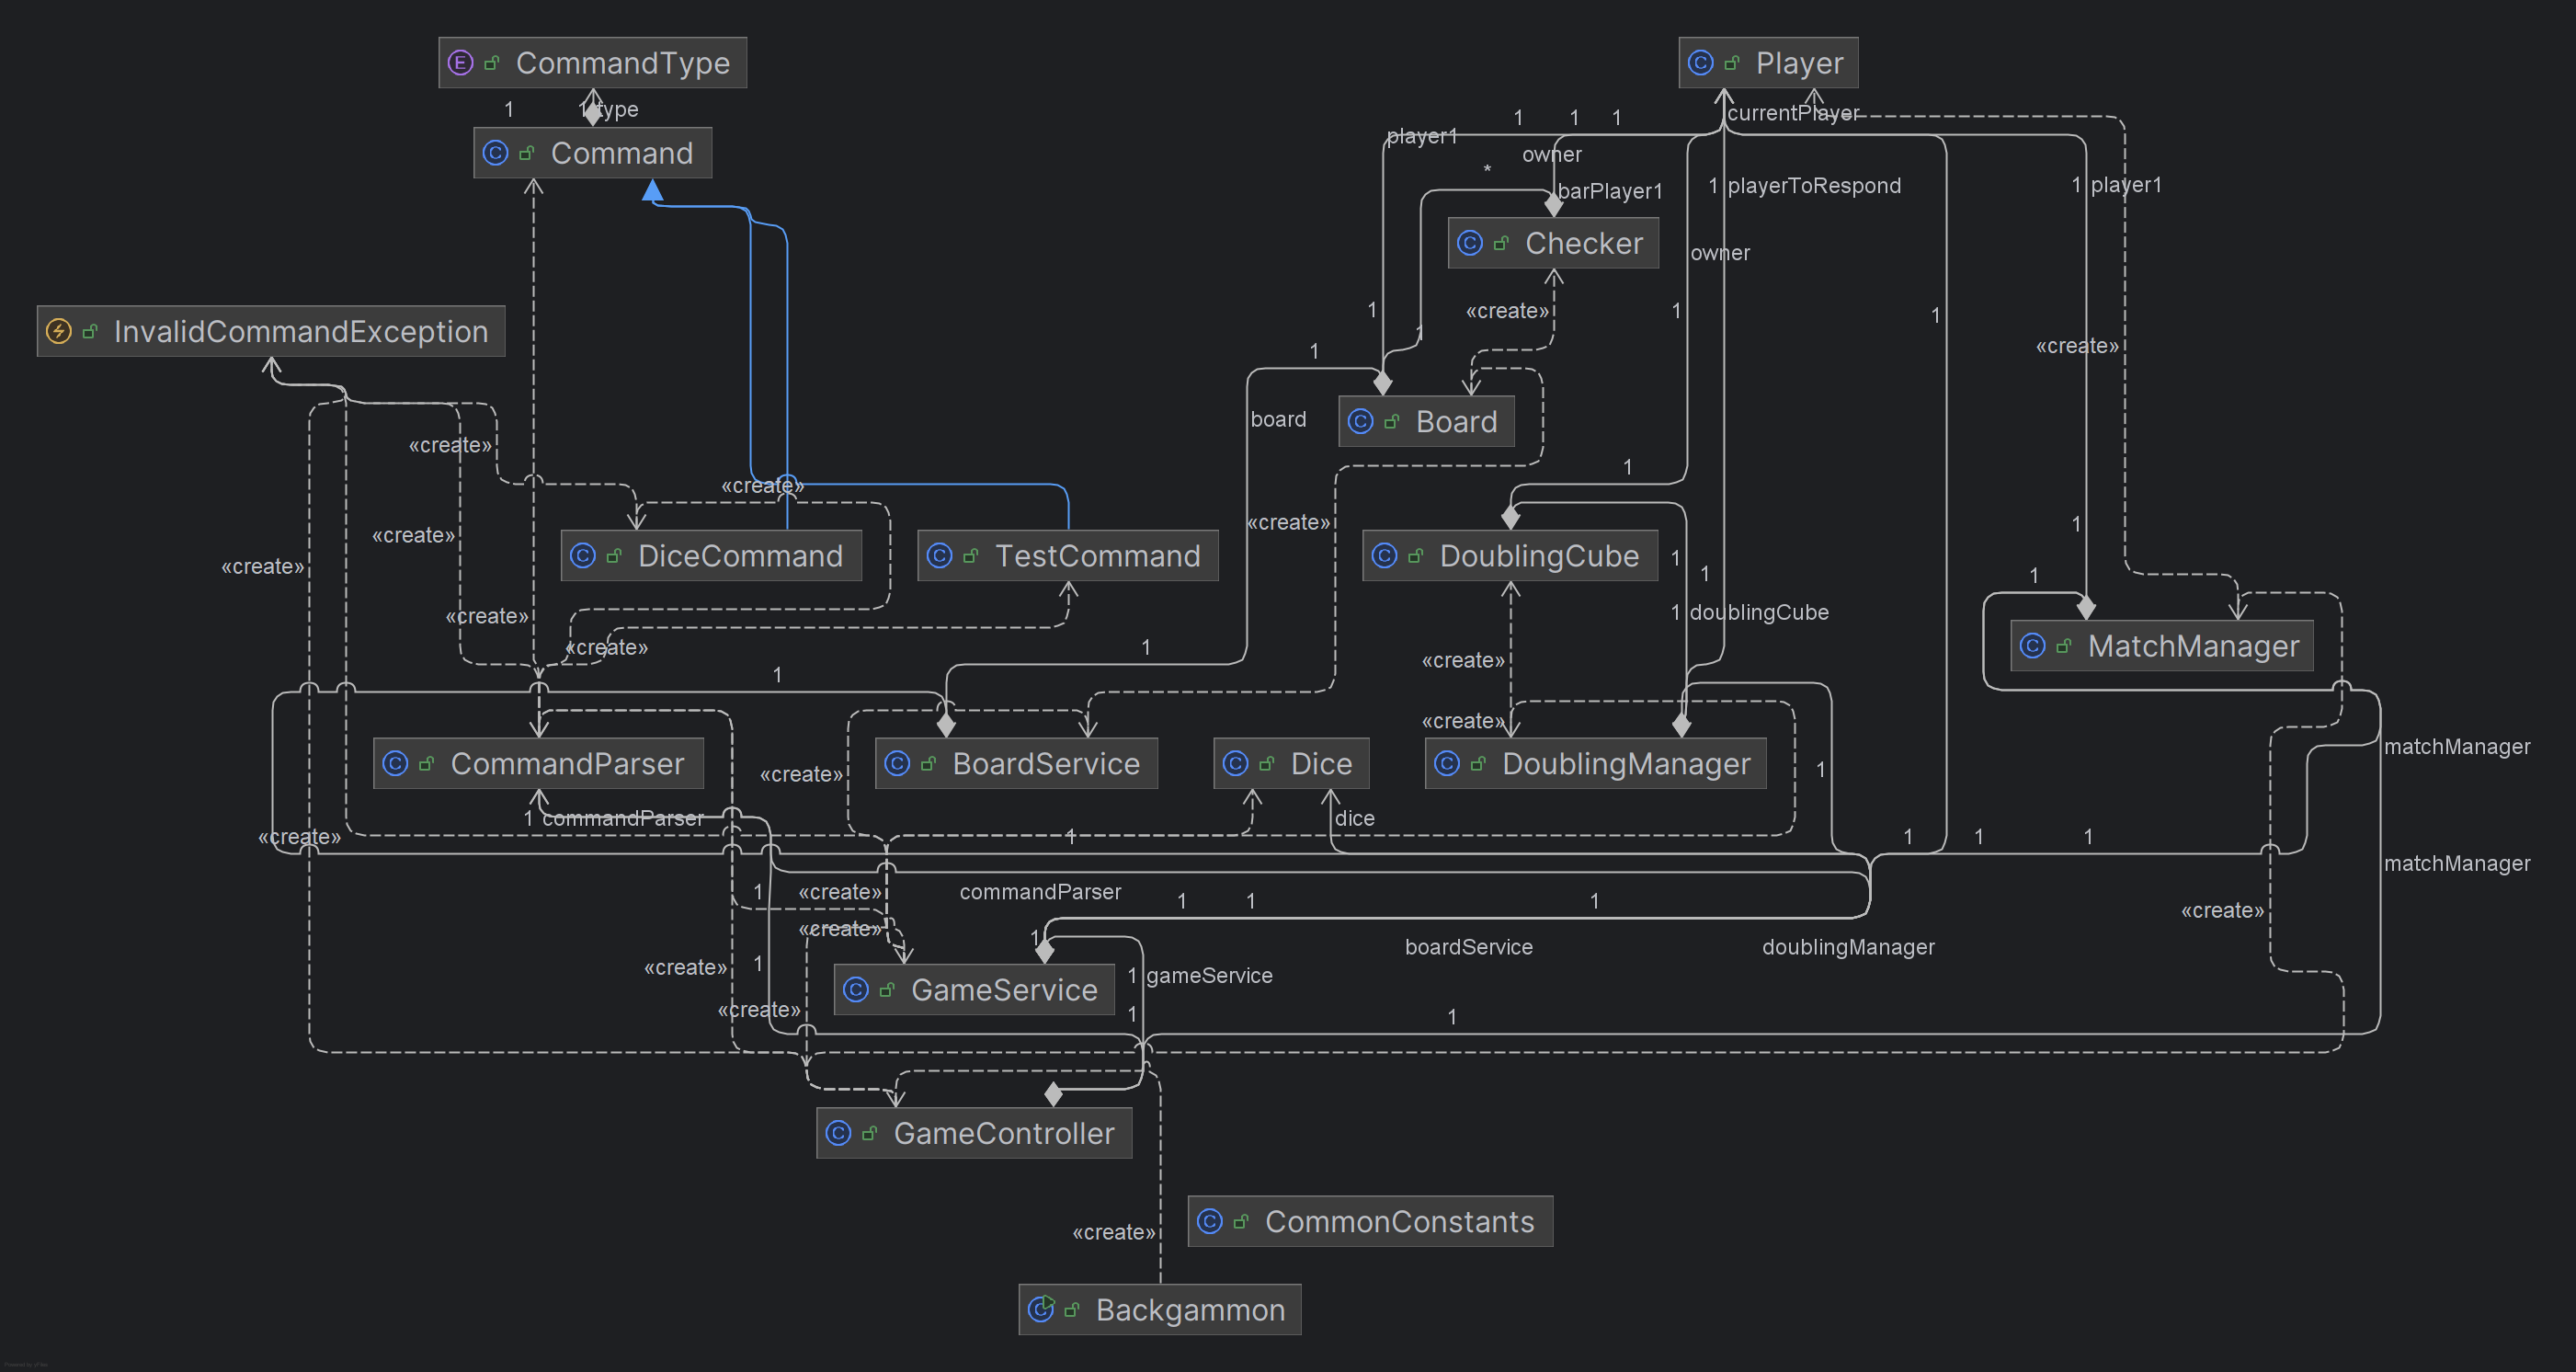 CommandType
Player
1
1 type
currentPlayer
1
1
1
player1
Command
owner
*
barPlayer1
1 playerToRespond
1 player1
Checker
owner
«create»
1
1
1
1
InvalidCommandException
1
1
«create»
board
Board
«create»
1
«create»
«create»
1
1
DiceCommand
TestCommand
DoublingCube
«create»
1
1
1
«create»
1 doublingCube
«create»
1
«create»
MatchManager
1
«create»
matchManager
CommandParser
BoardService
Dice
DoublingManager
«create»
1
1 commandParser
dice
«create»
1
1
1
1
matchManager
1
«create»
commandParser
1
1
1
«create»
«create»
1
boardService
doublingManager
«create»
1
1 gameService
GameService
«create»
1
1
GameController
CommonConstants
«create»
Backgammon